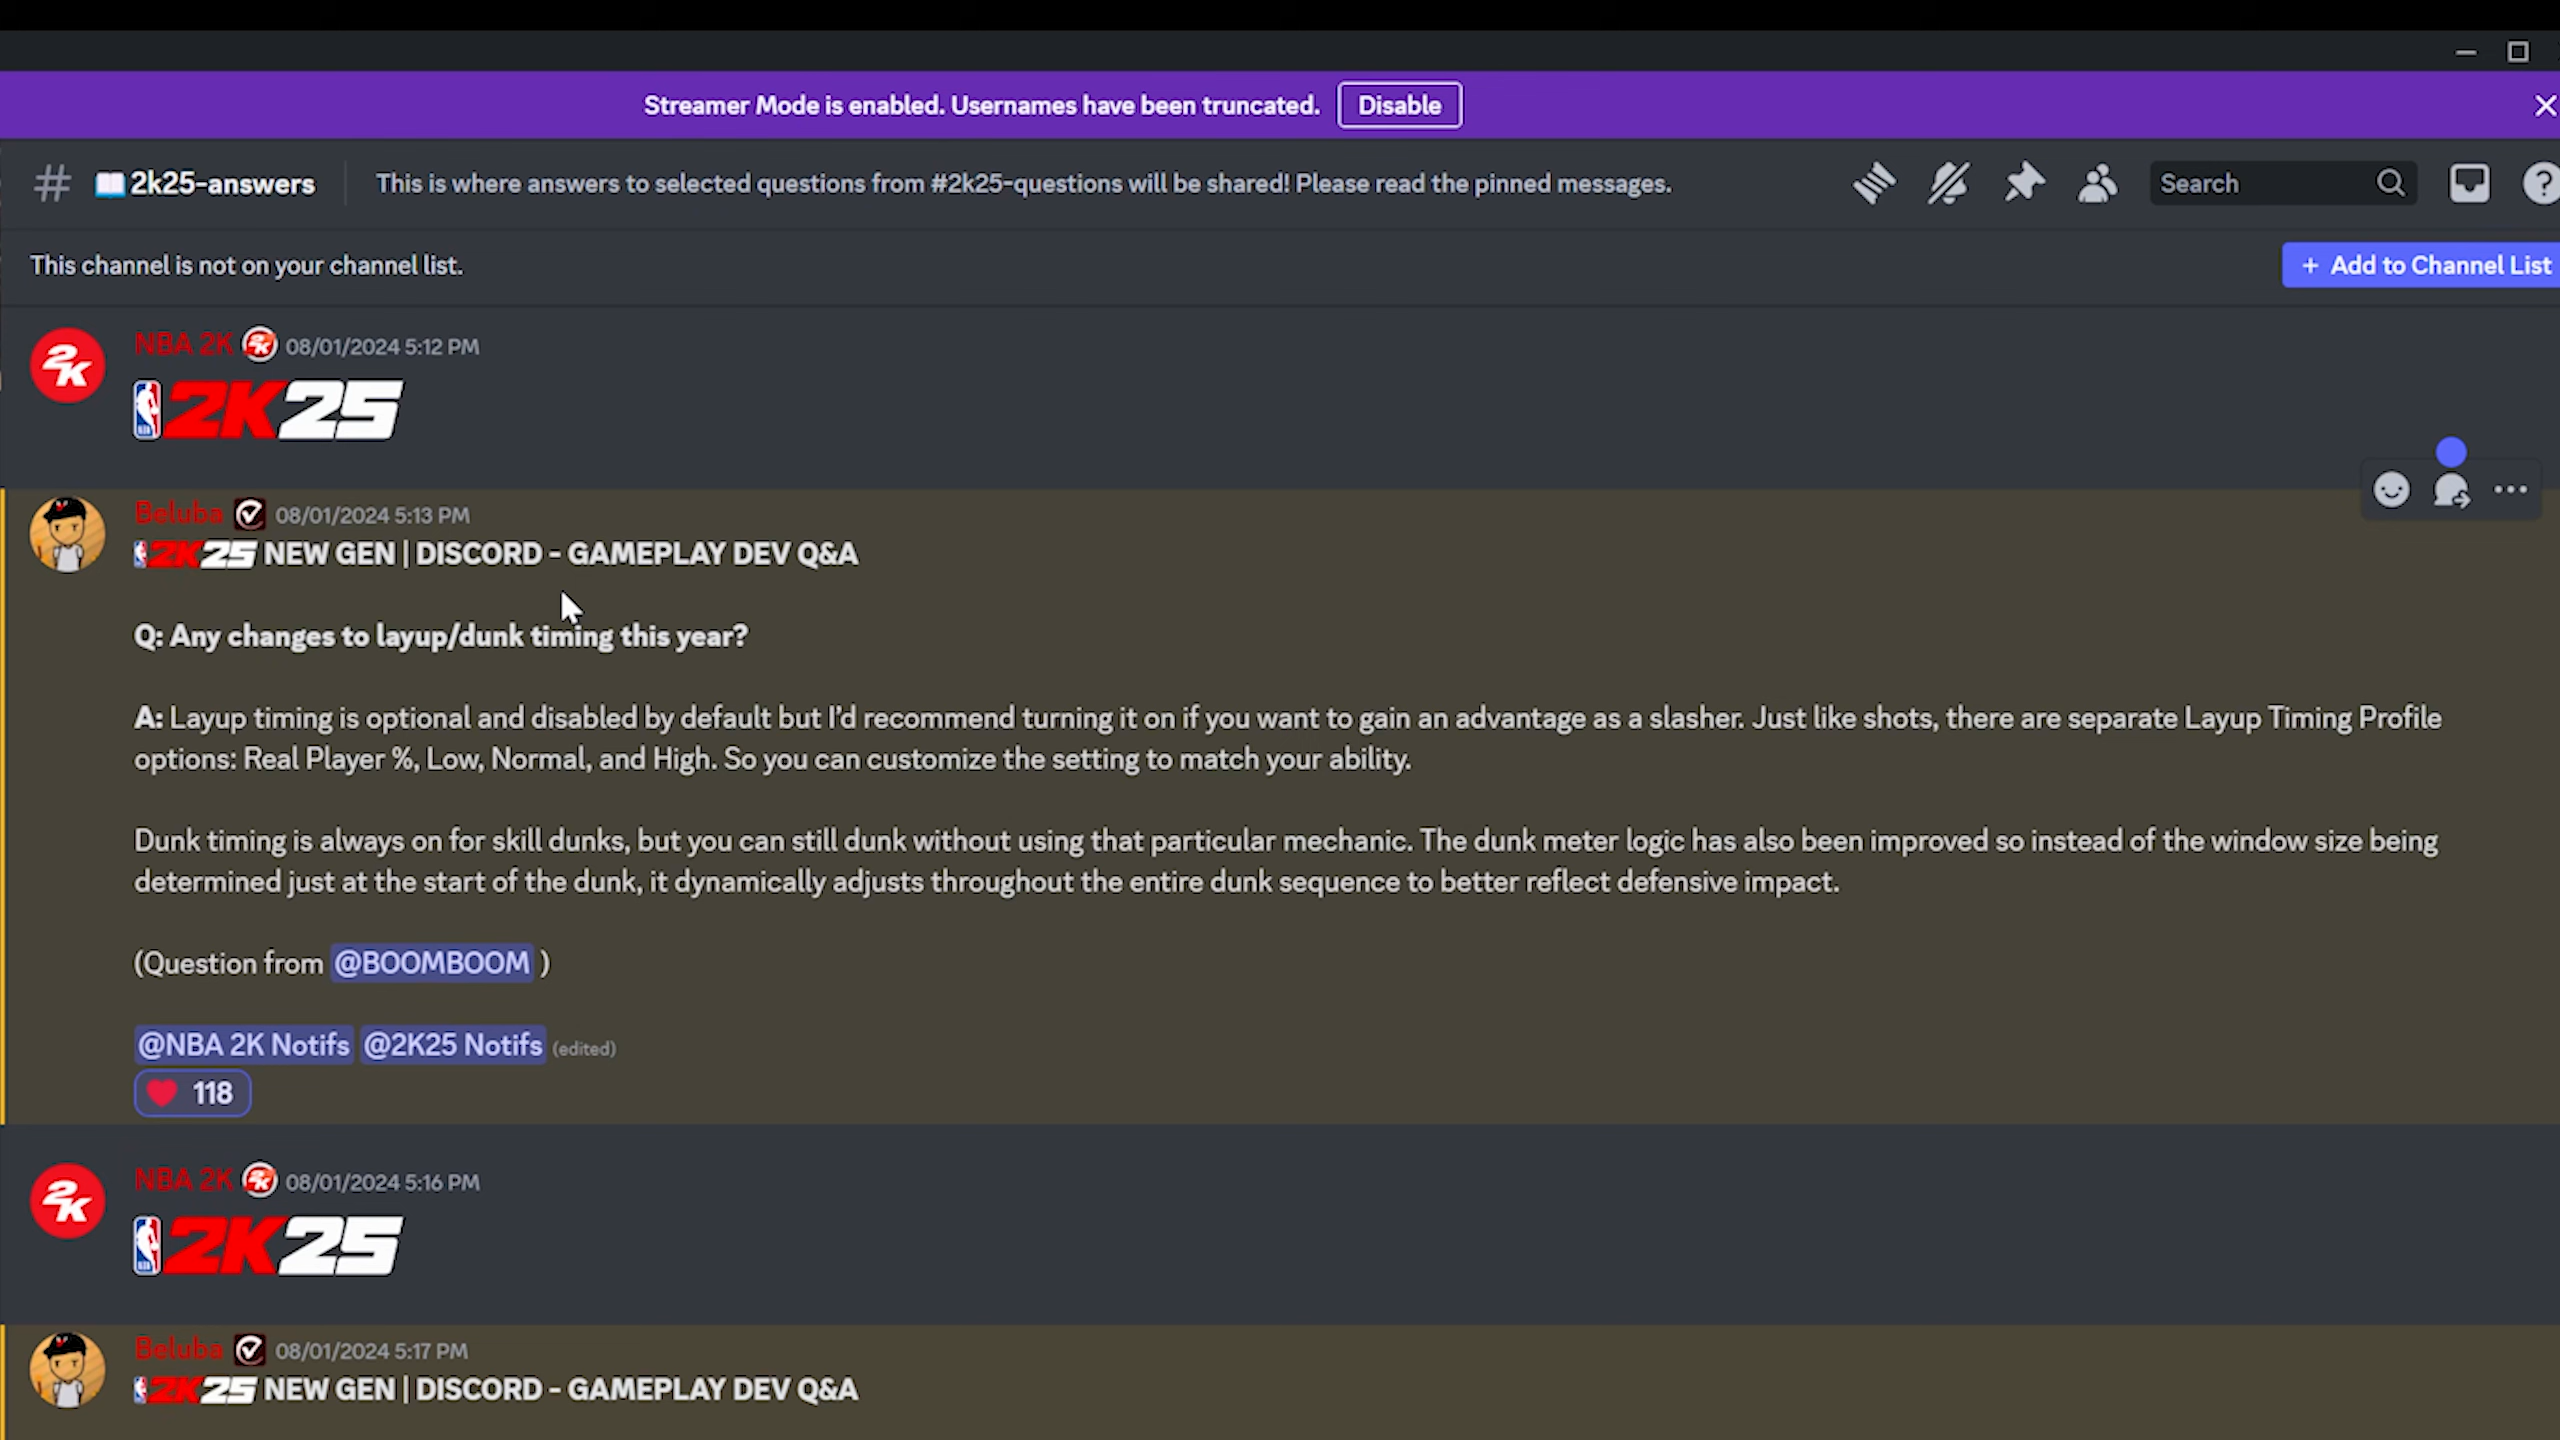 Streamer Mode is enabled. Usernames have been truncated. Disable
2k25-answers This is where answers to selected questions from #2k25-questions will be shared! Please read the pinned messages. Search
This channel is not on your channel list. + Add to Channel List
NBA 2K 08/01/2024 5:12 PM
2K25
Beluba 08/01/2024 5:13 PM
2K25 NEW GEN | DISCORD - GAMEPLAY DEV Q&A
Q: Any changes to layup/dunk timing this year?
A: Layup timing is optional and disabled by default but I'd recommend turning it on if you want to gain an advantage as a slasher. Just like shots, there are separate Layup Timing Profile
options: Real Player %, Low, Normal, and High. So you can customize the setting to match your ability.
Dunk timing is always on for skill dunks, but you can still dunk without using that particular mechanic. The dunk meter logic has also been improved so instead of the window size being
determined just at the start of the dunk, it dynamically adjusts throughout the entire dunk sequence to better reflect defensive impact.
(Question from @BOOMBOOM )
@NBA 2K Notifs @2K25 Notifs (edited)
118
NBA 2K 08/01/2024 5:16 PM
2K25
Beluba 08/01/2024 5:17 PM
2K25 NEW GEN | DISCORD - GAMEPLAY DEV Q&A